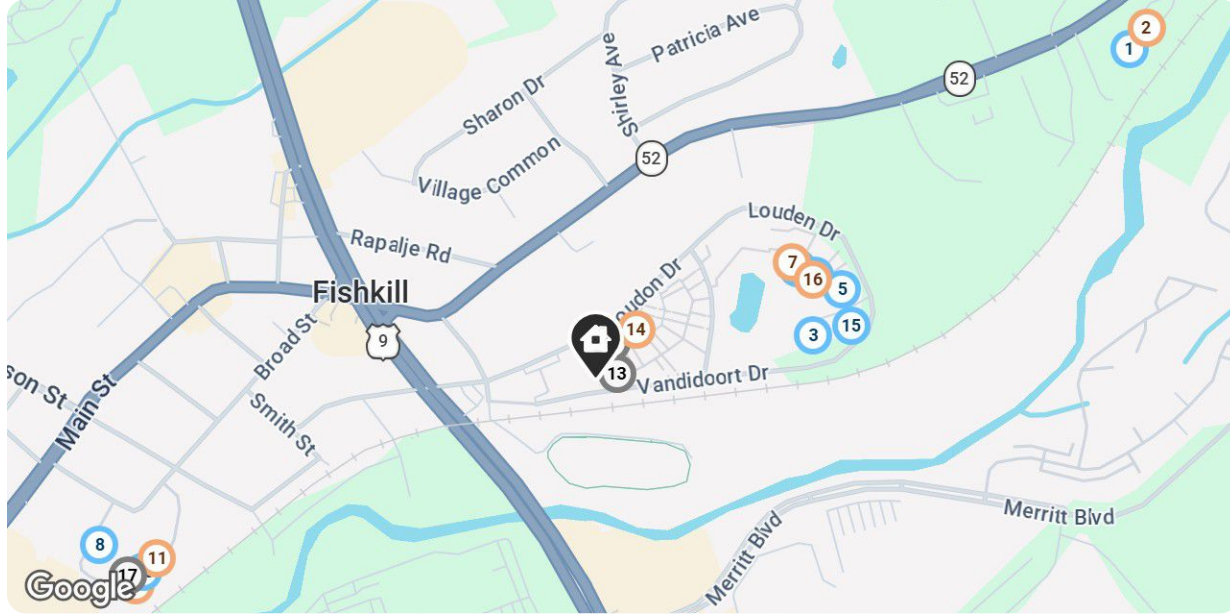 2
1
Patricia Ave
Shirley Ave
52
Sharon Dr
52
Village Common
Louden Dr
Rapalje Rd
7
16
5
Fishkill
Loudon Dr
14
15
3
9
Broad St
13
Vandidoort Dr
son St
Main St
Smith St
Merritt Blvd
Merritt Blvd
8
11
17
Google